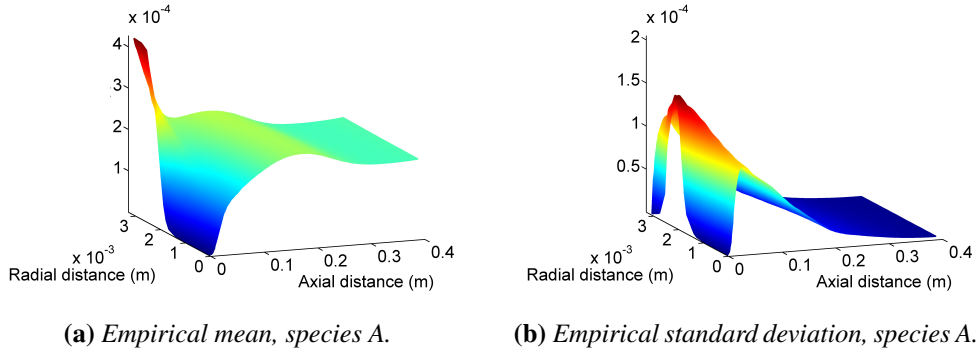 x 10⁻⁴
4
3
2
1
3
2
1
0
x 10⁻³
Radial distance (m)
0
0.1
0.2
0.3
0.4
Axial distance (m)
(a) Empirical mean, species A.
x 10⁻⁴
2
1.5
1
0.5
3
2
1
0
x 10⁻³
Radial distance (m)
0
0.1
0.2
0.3
0.4
Axial distance (m)
(b) Empirical standard deviation, species A.